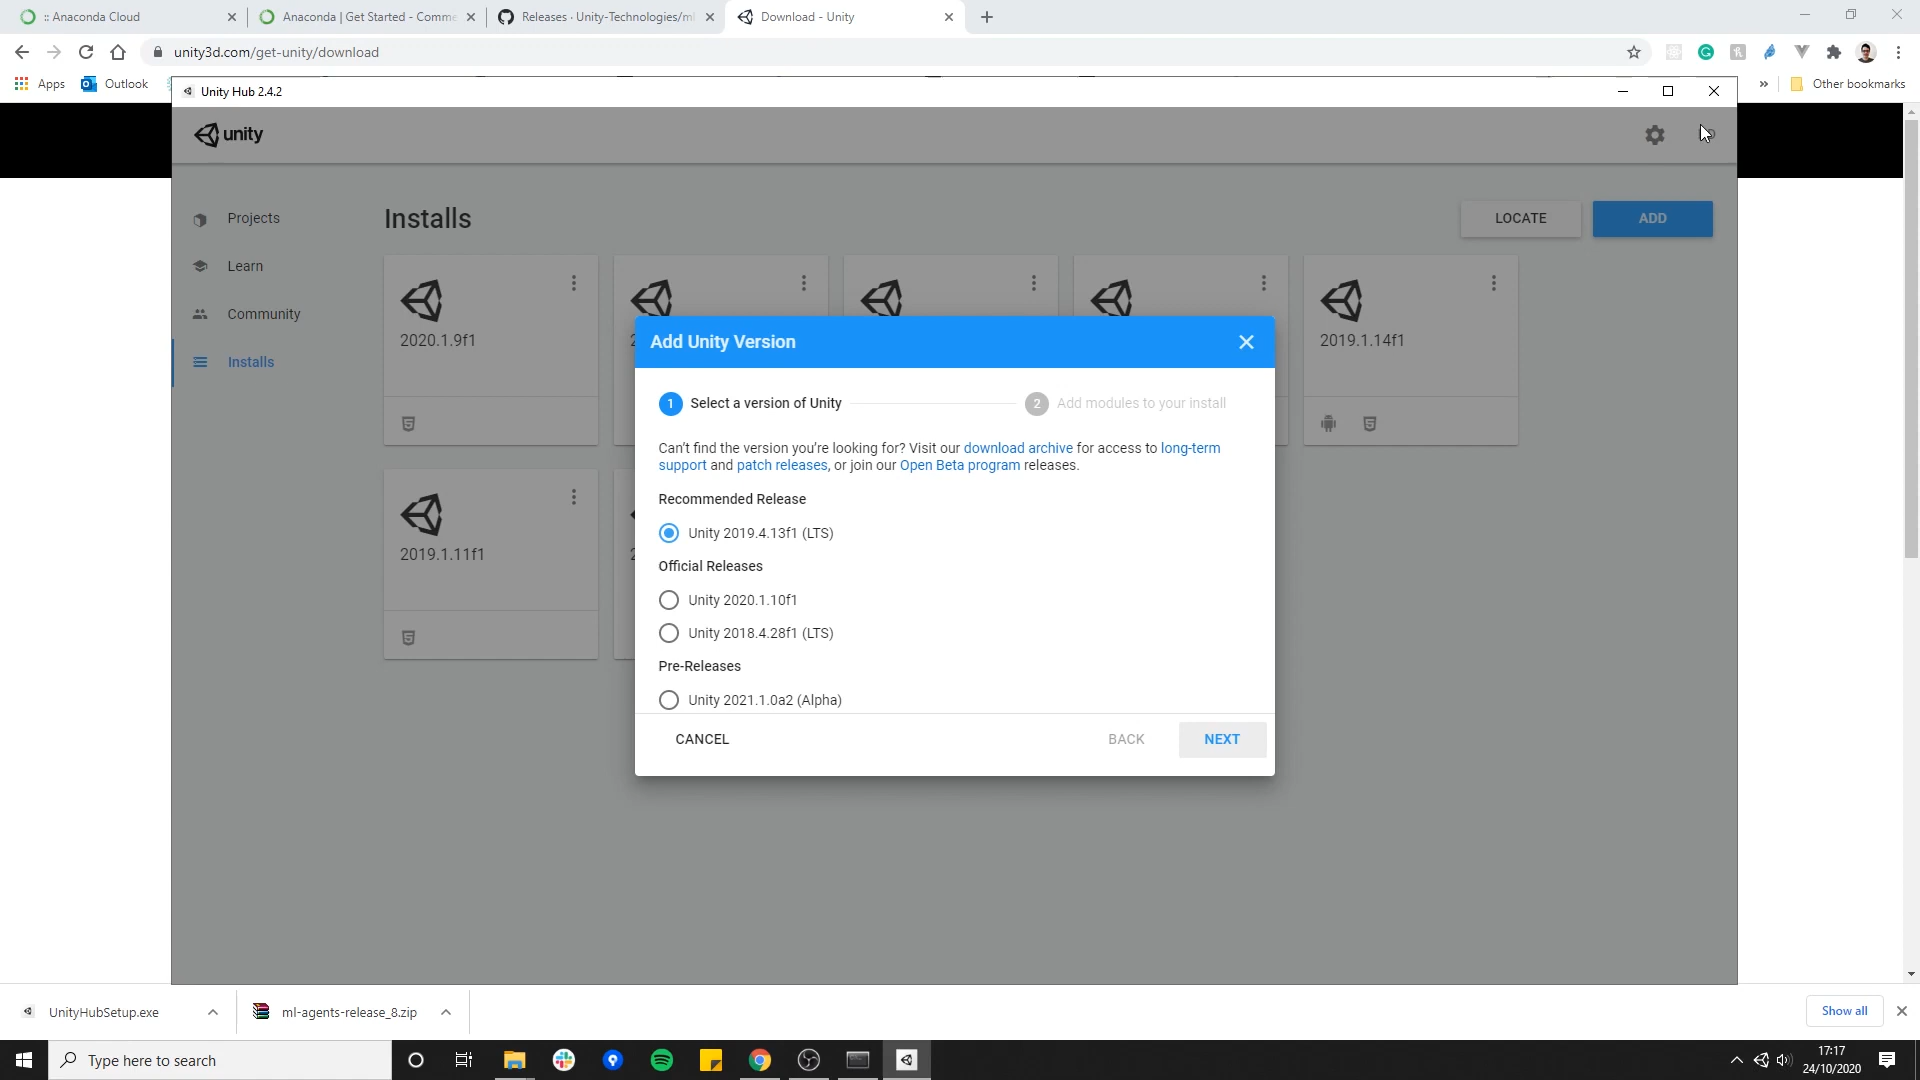 :: Anaconda Cloud
Anaconda | Get Started - Comme
Releases · Unity-Technologies/ml
Download - Unity
unity3d.com/get-unity/download
Apps
Outlook
Other bookmarks
Unity Hub 2.4.2
unity
Projects
Learn
Community
Installs
Installs
LOCATE
ADD
2020.1.9f1
2019.1.14f1
2019.1.11f1
Add Unity Version
1 Select a version of Unity
2 Add modules to your install
Can't find the version you're looking for? Visit our download archive for access to long-term
support and patch releases, or join our Open Beta program releases.
Recommended Release
Unity 2019.4.13f1 (LTS)
Official Releases
Unity 2020.1.10f1
Unity 2018.4.28f1 (LTS)
Pre-Releases
Unity 2021.1.0a2 (Alpha)
CANCEL
BACK
NEXT
UnityHubSetup.exe
ml-agents-release_8.zip
Show all
Type here to search
17:17
24/10/2020